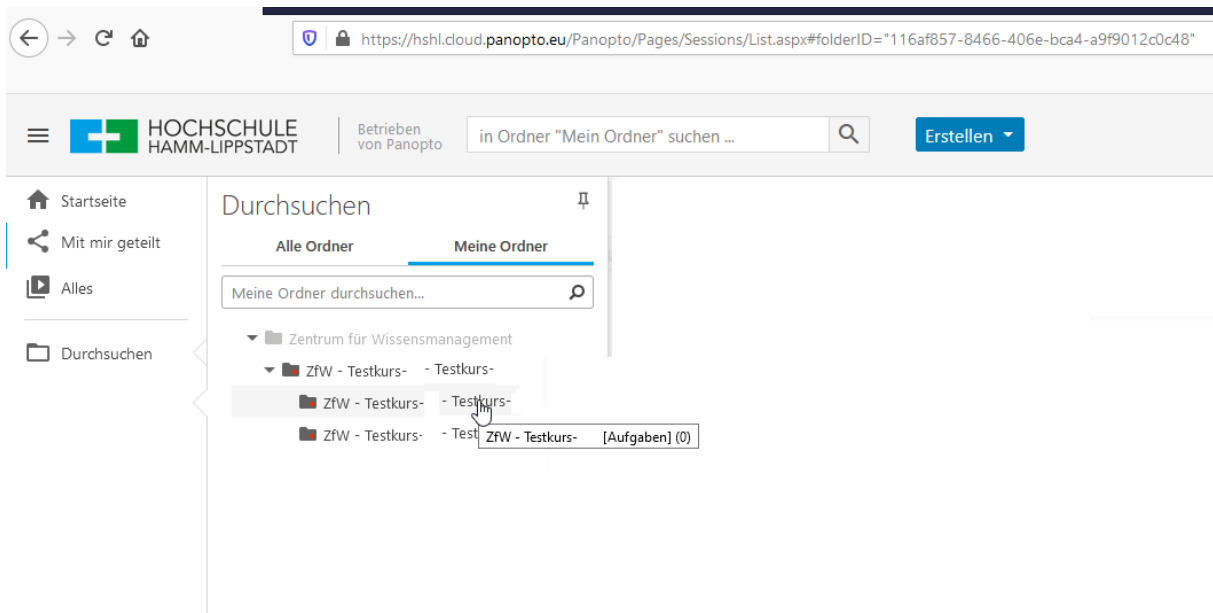 https://hshl.cloud.panopto.eu/Panopto/Pages/Sessions/List.aspx#folderID="116af857-8466-406e-bca4-a9f9012c0c48"
HOCHSCHULE
HAMM-LIPPSTADT
Betrieben
von Panopto
in Ordner "Mein Ordner" suchen ...
Erstellen
Startseite
Mit mir geteilt
Alles
Durchsuchen
Durchsuchen
Alle Ordner Meine Ordner
Meine Ordner durchsuchen...
Zentrum für Wissensmanagement
ZfW - Testkurs- - Testkurs-
ZfW - Testkurs- - Testkurs-
ZfW - Testkurs- - Test
ZfW - Testkurs- [Aufgaben] (0)